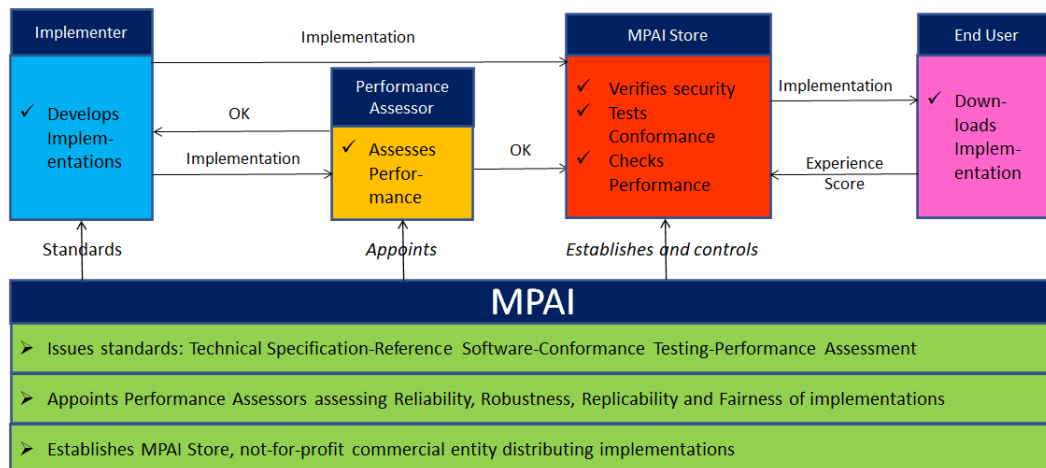 Implementer
✓ Develops
Implem-
entations
Implementation
OK
Implementation
Performance
Assessor
✓ Assesses
Perfor-
mance
OK
MPAI Store
✓ Verifies security
✓ Tests
Conformance
✓ Checks
Performance
Implementation
Experience
Score
End User
✓ Down-
loads
Implem-
entation
Standards
Appoints
Establishes and controls
MPAI
➢ Issues standards: Technical Specification-Reference Software-Conformance Testing-Performance Assessment
➢ Appoints Performance Assessors assessing Reliability, Robustness, Replicability and Fairness of implementations
➢ Establishes MPAI Store, not-for-profit commercial entity distributing implementations